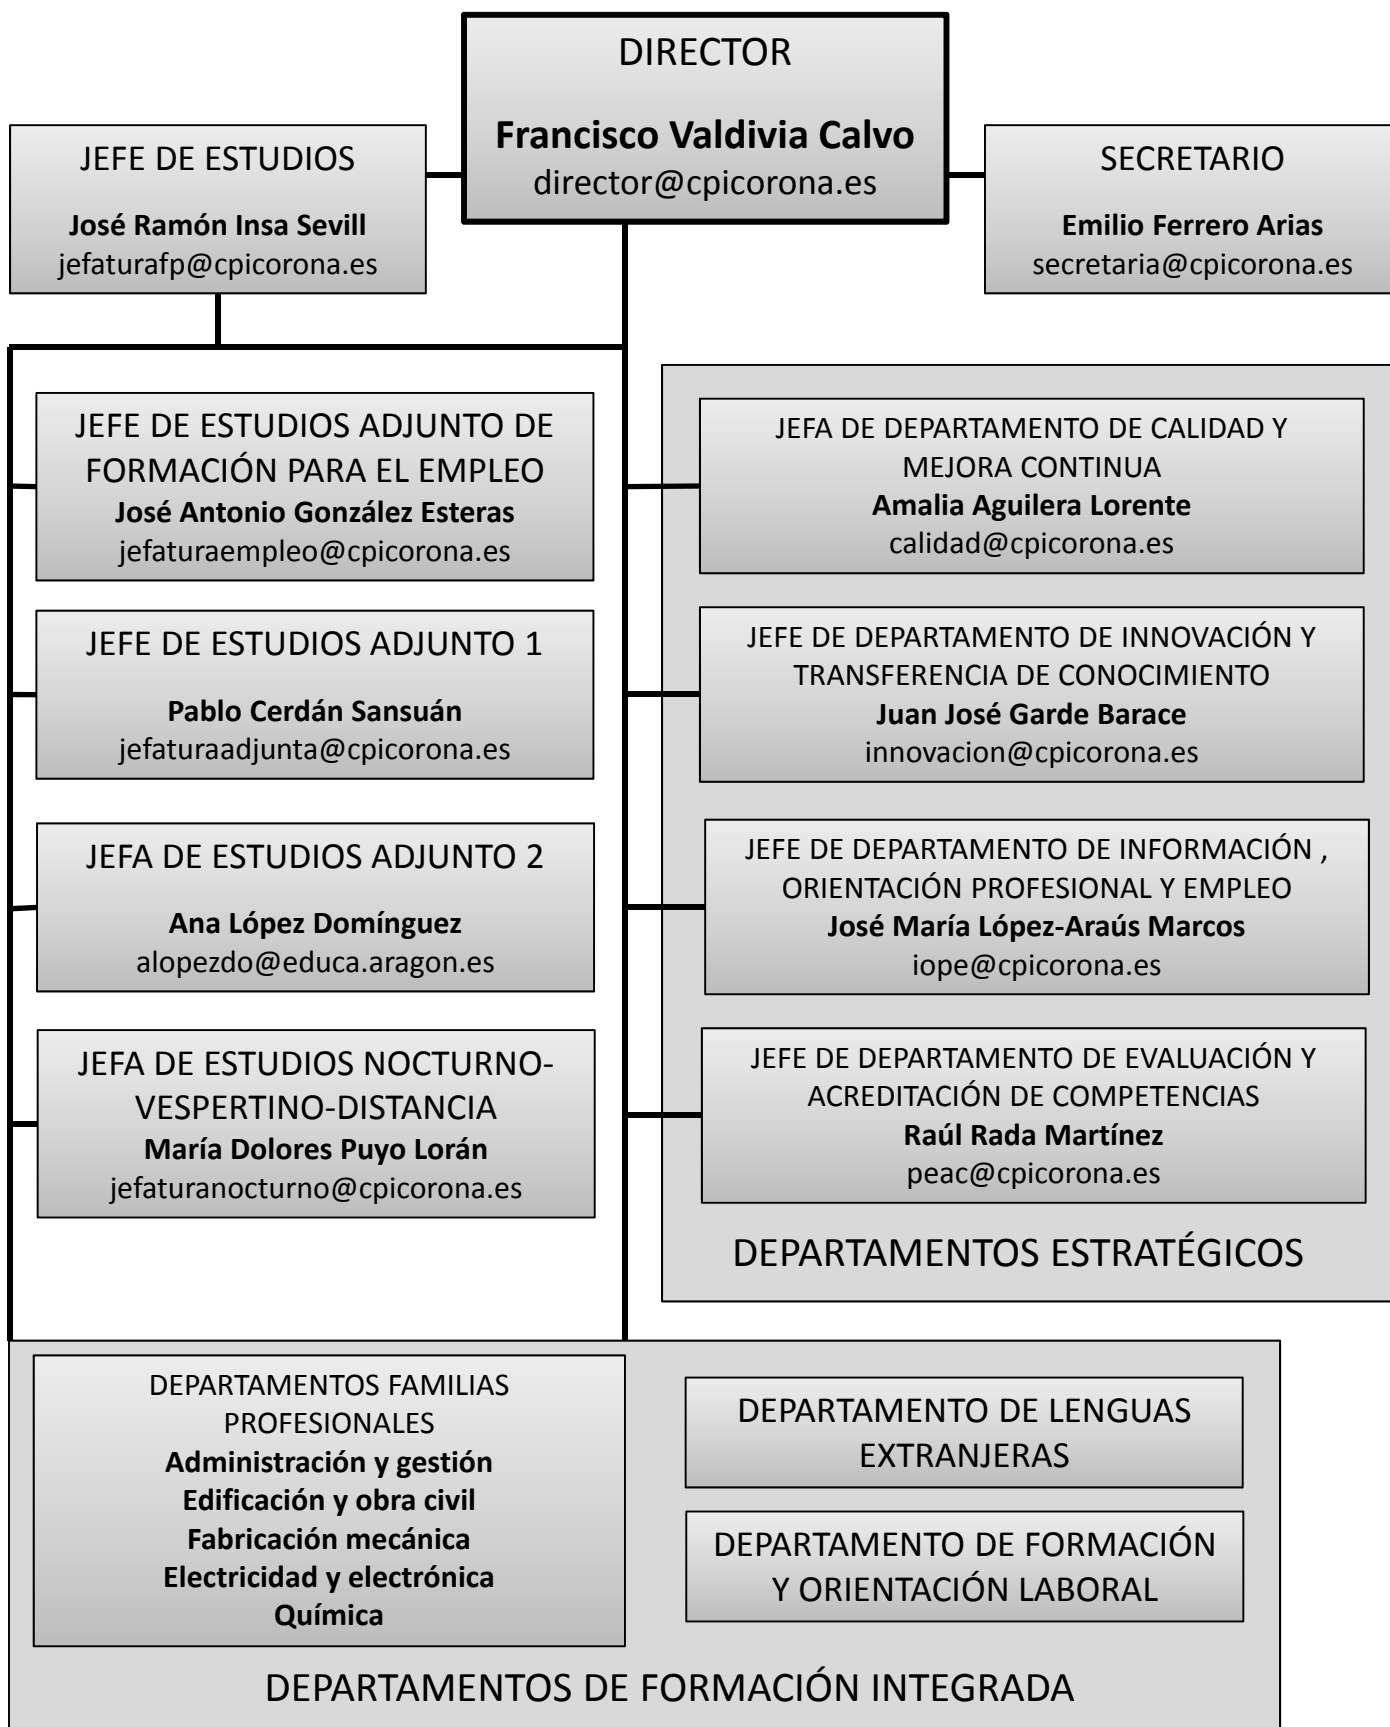 DIRECTOR
Francisco Valdivia Calvo
director@cpicorona.es
JEFE DE ESTUDIOS
José Ramón Insa Sevill
jefaturafp@cpicorona.es
SECRETARIO
Emilio Ferrero Arias
secretaria@cpicorona.es
JEFE DE ESTUDIOS ADJUNTO DE
FORMACIÓN PARA EL EMPLEO
José Antonio González Esteras
jefaturaempleo@cpicorona.es
JEFE DE ESTUDIOS ADJUNTO 1
Pablo Cerdán Sansuán
jefaturaadjunta@cpicorona.es
JEFA DE ESTUDIOS ADJUNTO 2
Ana López Domínguez
alopezdo@educa.aragon.es
JEFA DE ESTUDIOS NOCTURNO-
VESPERTINO-DISTANCIA
María Dolores Puyo Lorán
jefaturanocturno@cpicorona.es
JEFA DE DEPARTAMENTO DE CALIDAD Y
MEJORA CONTINUA
Amalia Aguilera Lorente
calidad@cpicorona.es
JEFE DE DEPARTAMENTO DE INNOVACIÓN Y
TRANSFERENCIA DE CONOCIMIENTO
Juan José Garde Barace
innovacion@cpicorona.es
JEFE DE DEPARTAMENTO DE INFORMACIÓN ,
ORIENTACIÓN PROFESIONAL Y EMPLEO
José María López-Araús Marcos
iope@cpicorona.es
JEFE DE DEPARTAMENTO DE EVALUACIÓN Y
ACREDITACIÓN DE COMPETENCIAS
Raúl Rada Martínez
peac@cpicorona.es
DEPARTAMENTOS ESTRATÉGICOS
DEPARTAMENTOS FAMILIAS
PROFESIONALES
Administración y gestión
Edificación y obra civil
Fabricación mecánica
Electricidad y electrónica
Química
DEPARTAMENTO DE LENGUAS
EXTRANJERAS
DEPARTAMENTO DE FORMACIÓN
Y ORIENTACIÓN LABORAL
DEPARTAMENTOS DE FORMACIÓN INTEGRADA